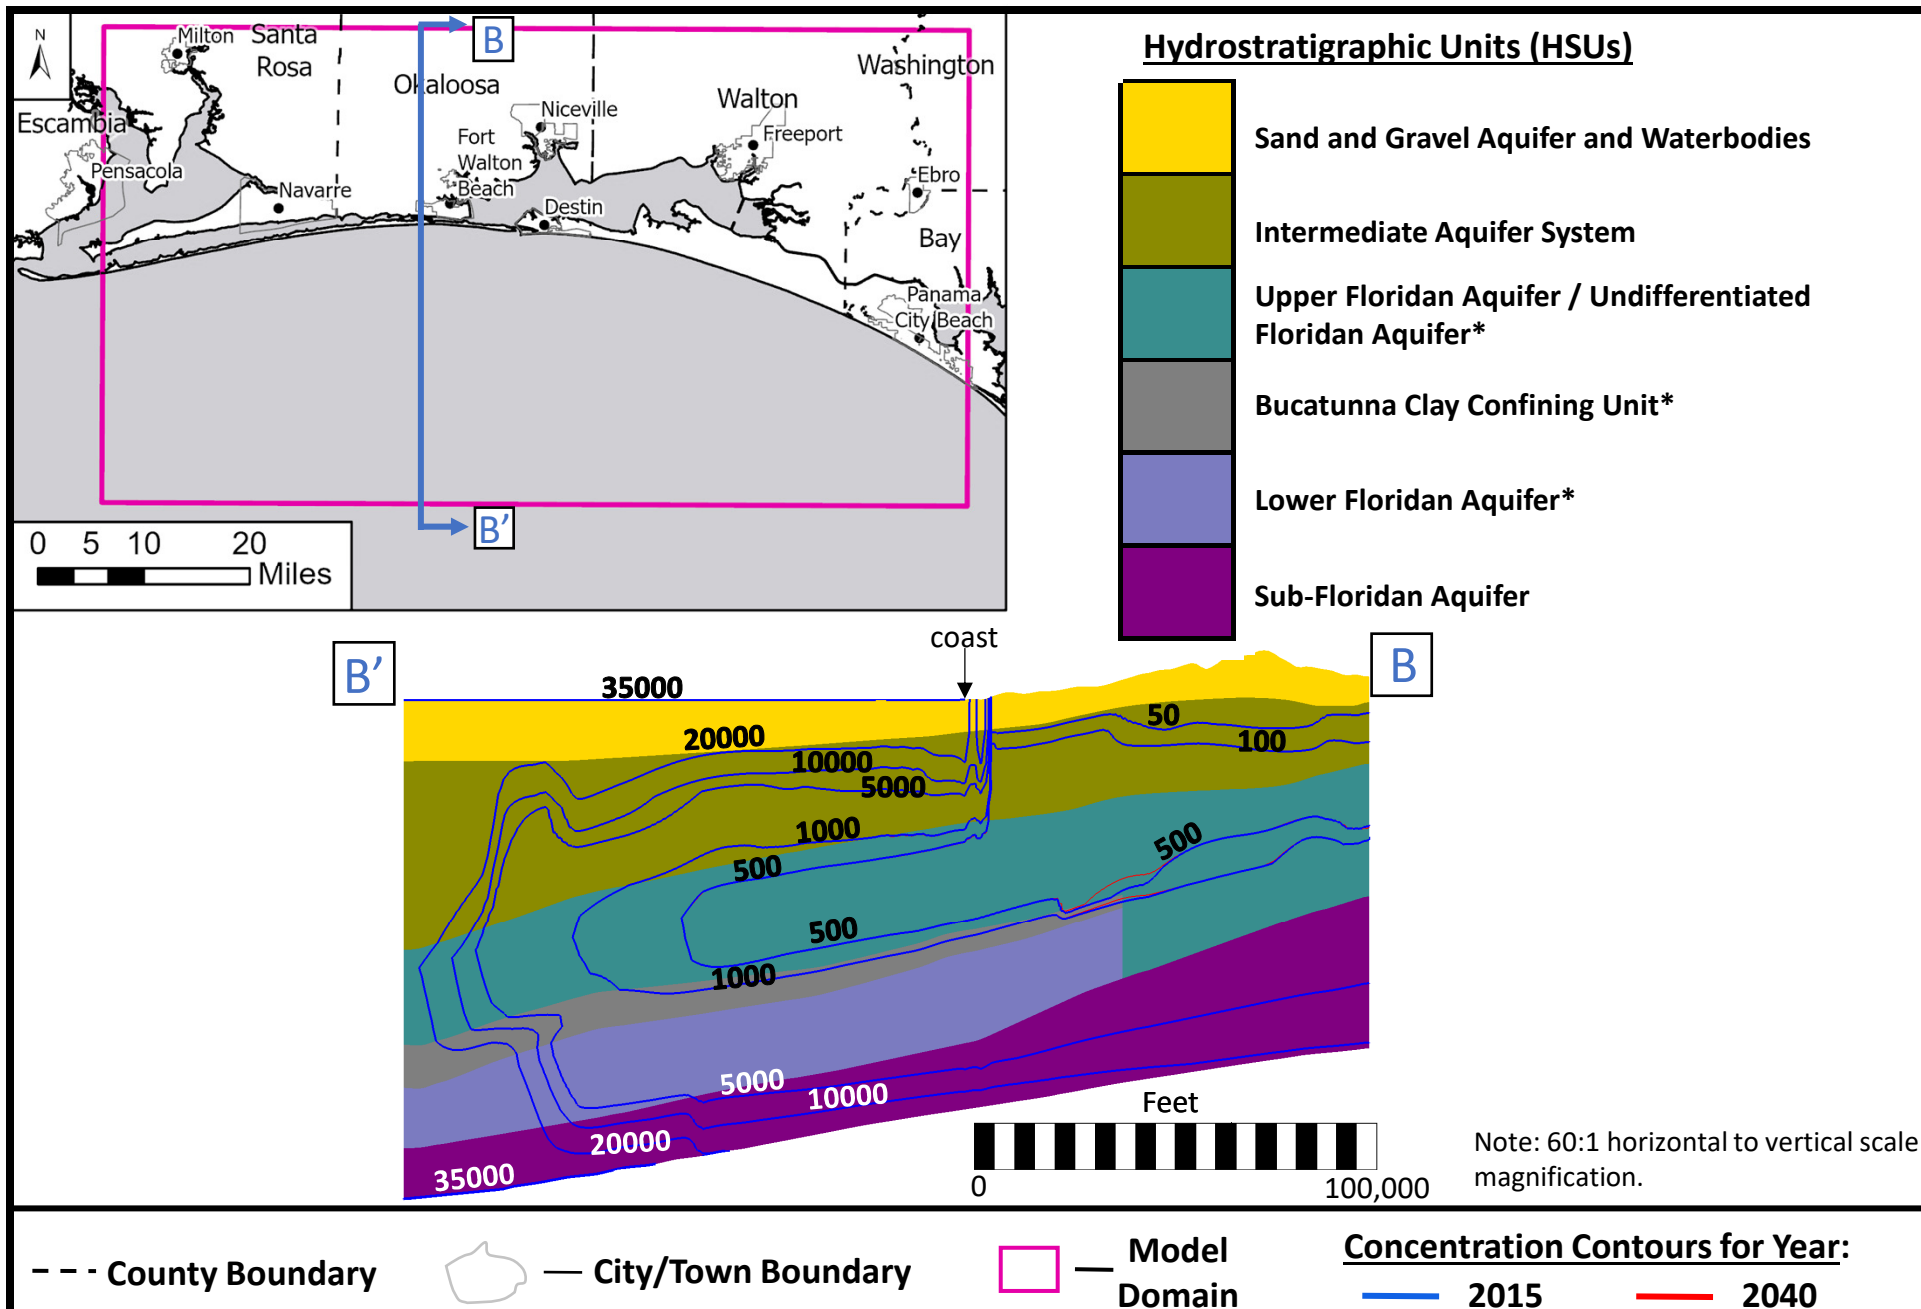 N
Milton
Santa
Rosa
B
Okaloosa
Washington
Escambia
Niceville
Walton
Fort
Walton
Beach
Freeport
Pensacola
Navarre
Destin
Ebro
Bay
Panama
City Beach
B'
0 5 10 20
Miles
Hydrostratigraphic Units (HSUs)
Sand and Gravel Aquifer and Waterbodies
Intermediate Aquifer System
Upper Floridan Aquifer / Undifferentiated
Floridan Aquifer*
Bucatunna Clay Confining Unit*
Lower Floridan Aquifer*
Sub-Floridan Aquifer
B'
coast
B
35000
20000
10000
5000
1000
500
500
1000
50
100
500
5000
10000
20000
35000
Feet
0 100,000
Note: 60:1 horizontal to vertical scale
magnification.
County Boundary
City/Town Boundary
Model
Domain
Concentration Contours for Year:
2015
2040